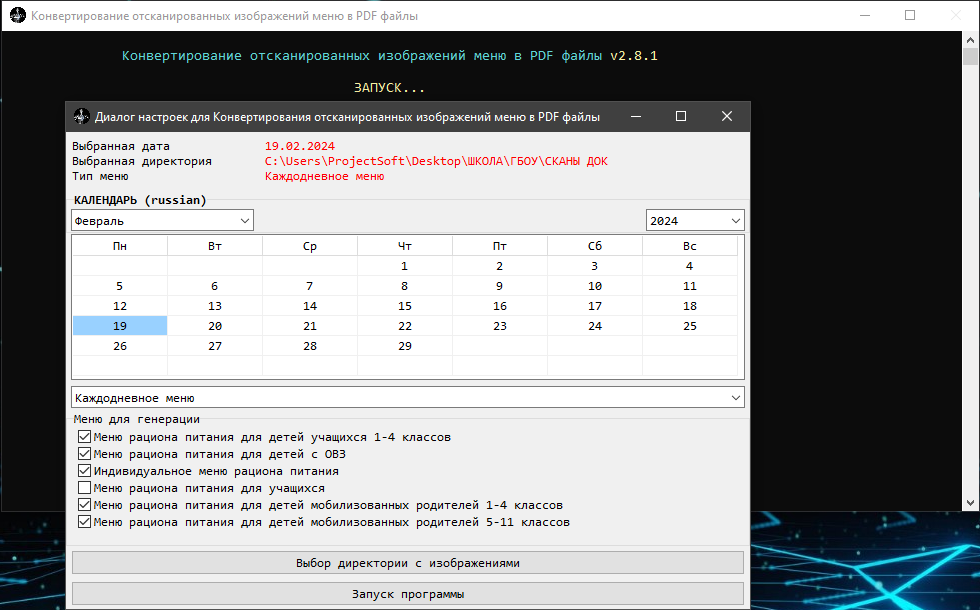 Конвертирование отсканированных изображений меню в PDF файлы
Конвертирование отсканированных изображений меню в PDF файлы v2.8.1
ЗАПУСК...
Диалог настроек для Конвертирования отсканированных изображений меню в PDF файлы
Выбранная дата 19.02.2024
Выбранная директория C:\Users\ProjectSoft\Desktop\ШКОЛА\ГБОУ\СКАНЫ ДОК
Тип меню Каждодневное меню
КАЛЕНДАРЬ (russian)
Февраль 2024
Пн Вт Ср Чт Пт Сб Вс
1 2 3 4
5 6 7 8 9 10 11
12 13 14 15 16 17 18
19 20 21 22 23 24 25
26 27 28 29
Каждодневное меню
Меню для генерации
Меню рациона питания для детей учащихся 1-4 классов
Меню рациона питания для детей с ОВЗ
Индивидуальное меню рациона питания
Меню рациона питания для учащихся
Меню рациона питания для детей мобилизованных родителей 1-4 классов
Меню рациона питания для детей мобилизованных родителей 5-11 классов
Выбор директории с изображениями
Запуск программы